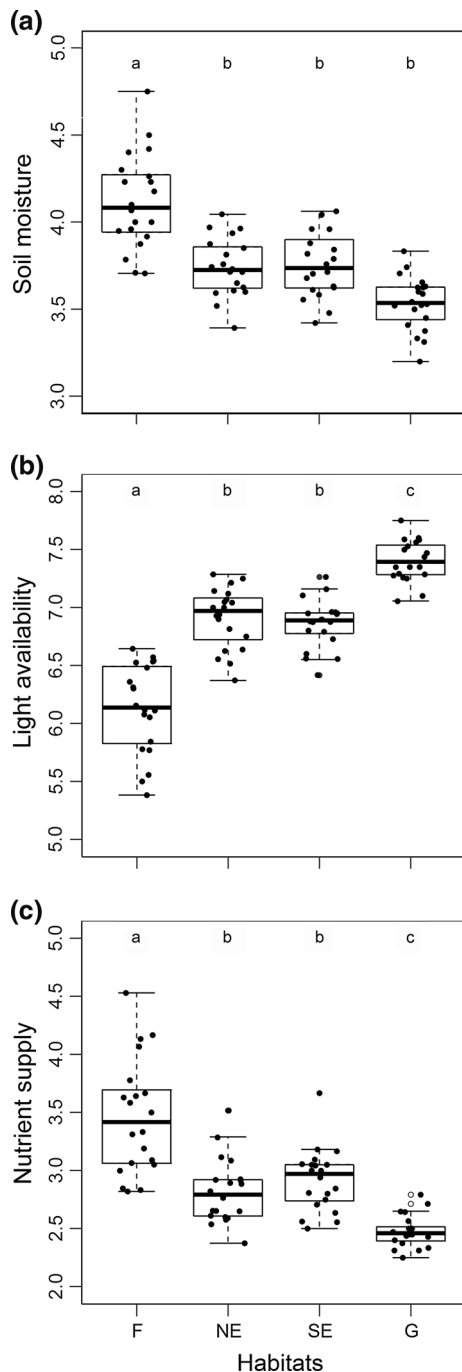 (a)
Soil moisture
5.0
4.5
4.0
3.5
3.0
a b b b
(b)
Light availability
8.0
7.5
7.0
6.5
6.0
5.5
5.0
a b b c
(c)
Nutrient supply
5.0
4.5
4.0
3.5
3.0
2.5
2.0
a b b c
F NE SE G
Habitats